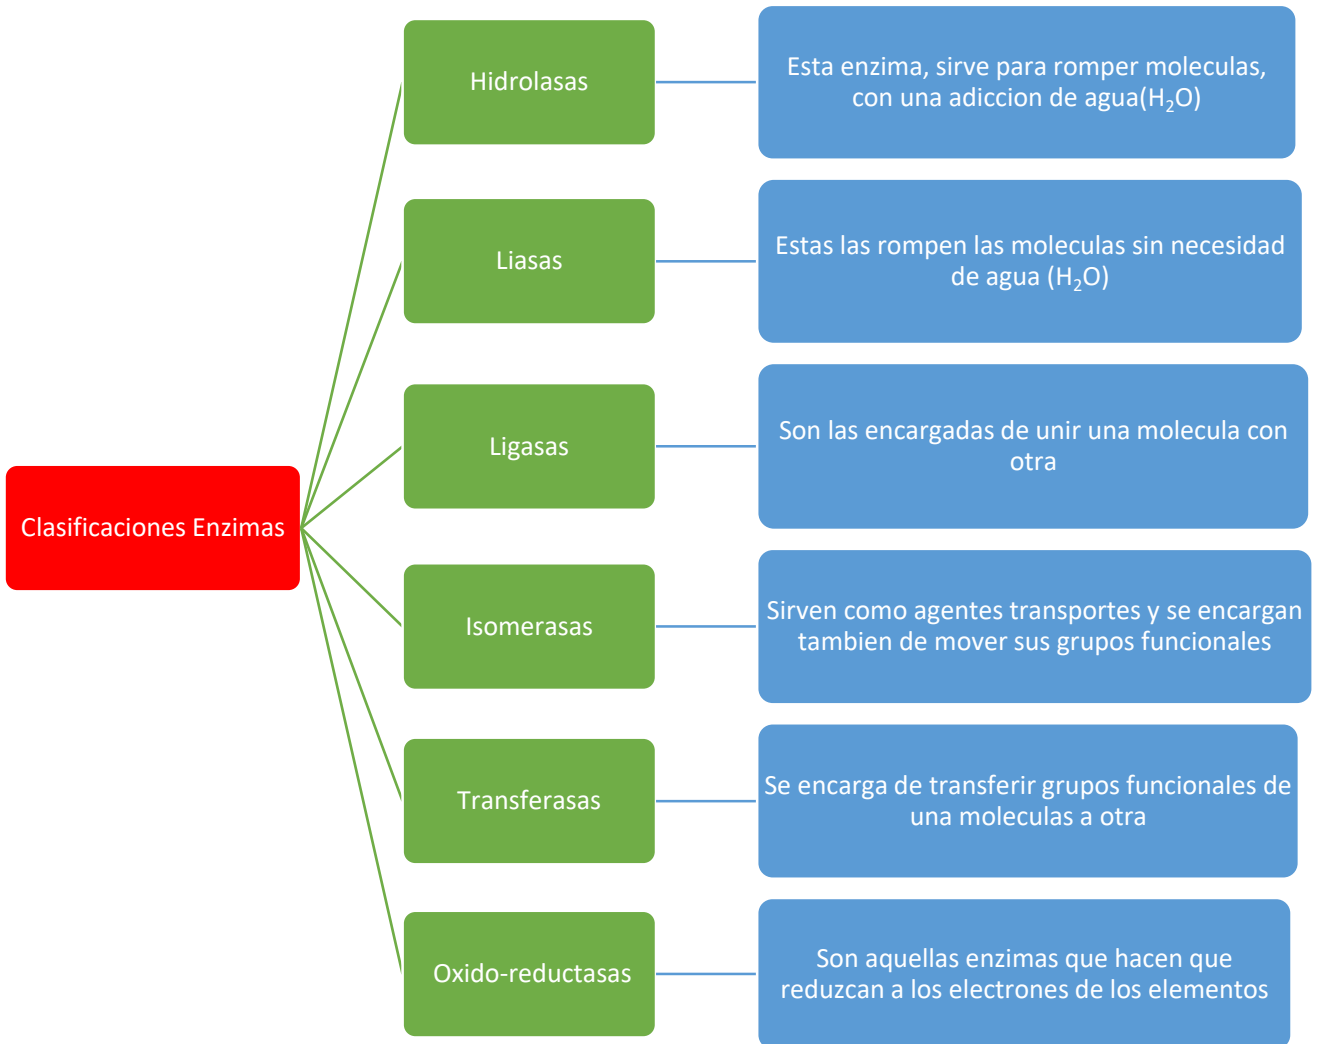 Hidrolasas
Esta enzima, sirve para romper moleculas,
con una adiccion de agua(H₂O)
Liasas
Estas las rompen las moleculas sin necesidad
de agua (H₂O)
Ligasas
Son las encargadas de unir una molecula con
otra
Clasificaciones Enzimas
Isomerasas
Sirven como agentes transportes y se encargan
tambien de mover sus grupos funcionales
Transferasas
Se encarga de transferir grupos funcionales de
una moleculas a otra
Oxido-reductasas
Son aquellas enzimas que hacen que
reduzcan a los electrones de los elementos